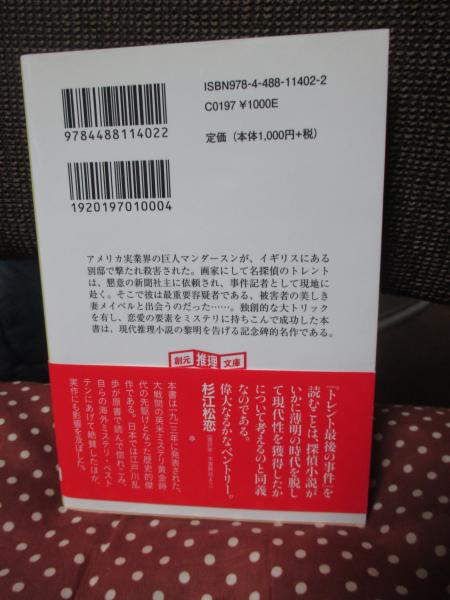 ISBN978-4-488-11402-2
C0197 ¥1000E
定価（本体1,000円+税）
9784488114022
1920197010004
アメリカ実業界の巨人マンダースンが、イギリスにある
別邸で撃たれ殺害された。画家にして名探偵のトレント
は、懇意の新聞社主に依頼され、事件記者として現地に
赴く。そこで彼は最重要容疑者である、被害者の美しき
妻メイベルと出会うのだった……。独創的な大トリック
を有し、恋愛の要素をミステリに持ちこんで成功した本
書は、現代推理小説の黎明を告げる記念碑的名作である。
創元推理文庫
『トレント最後の事件』を
読むことは、探偵小説が
いかに薄明の時代を脱し
て現代性を獲得したか
について考えるのと同義
なのである。
偉大なるかなベントリー。
杉江松恋
本書は一九一三年に発表された、
大戦間の英米ミステリ黄金時
代の先駆けとなった歴史的傑
作である。日本では江戸川乱
歩が原書で読んで惚れこみ、
自らの海外ミステリ・ベスト
テンにあげて絶賛したほか、
実作にも影響を及ぼした。